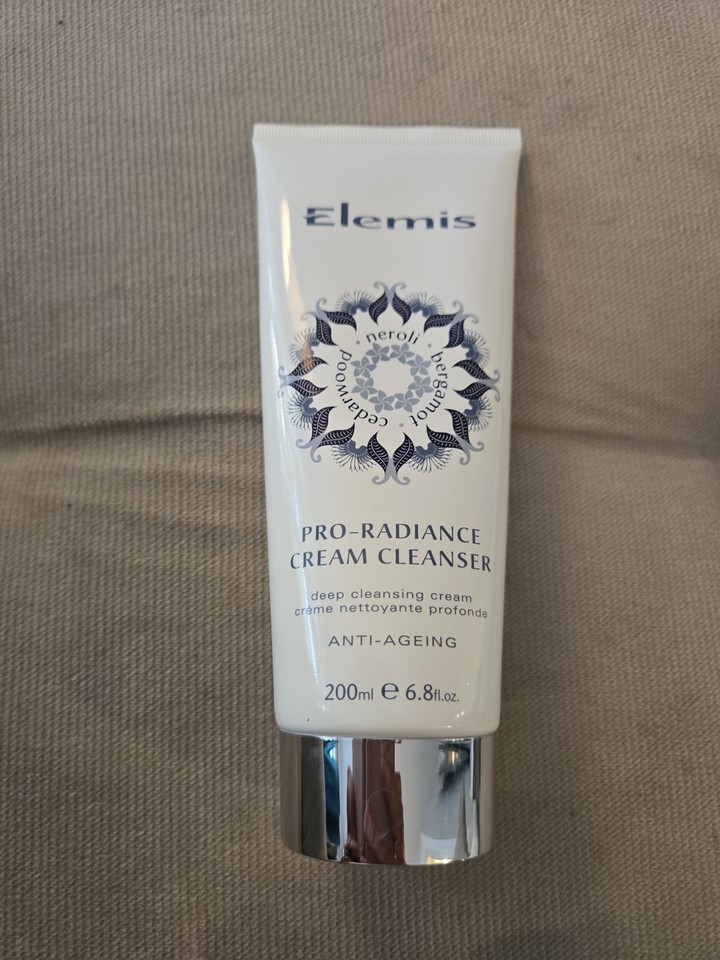 Elemis
neroli · bergamot · cedarwood ·
PRO-RADIANCE
CREAM CLEANSER
deep cleansing cream
crème nettoyante profonde
ANTI-AGEING
200ml ℮ 6.8fl.oz.